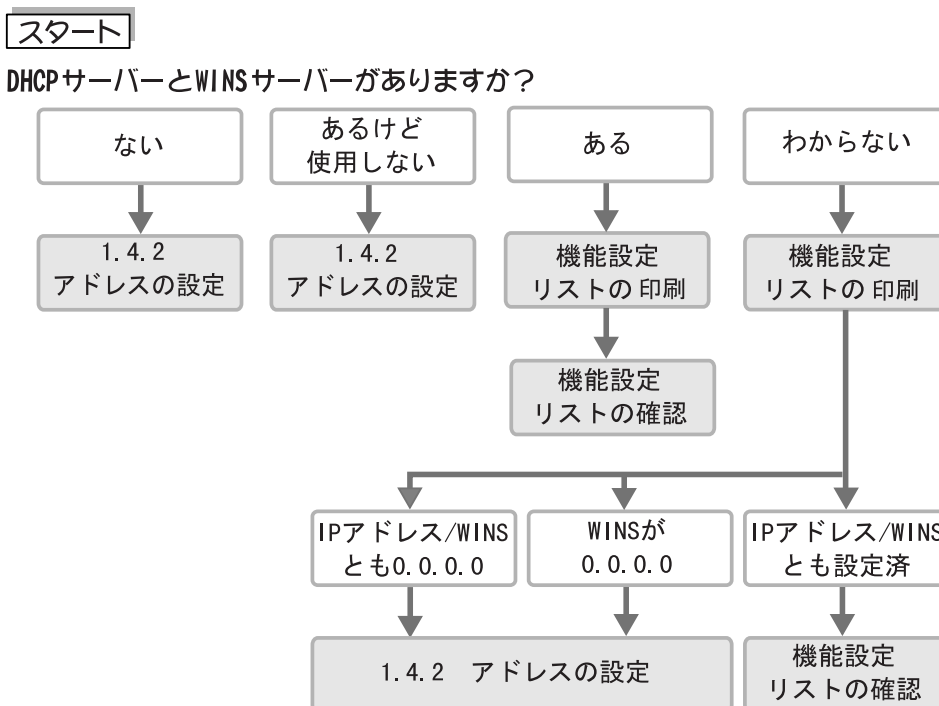 スタート
DHCPサーバーとWINSサーバーがありますか？
ない
あるけど
使用しない
ある
わからない
1.4.2
アドレスの設定
1.4.2
アドレスの設定
機能設定
リストの印刷
機能設定
リストの印刷
機能設定
リストの確認
IPアドレス/WINS
とも0.0.0.0
WINSが
0.0.0.0
IPアドレス/WINS
とも設定済
1.4.2 アドレスの設定
機能設定
リストの確認